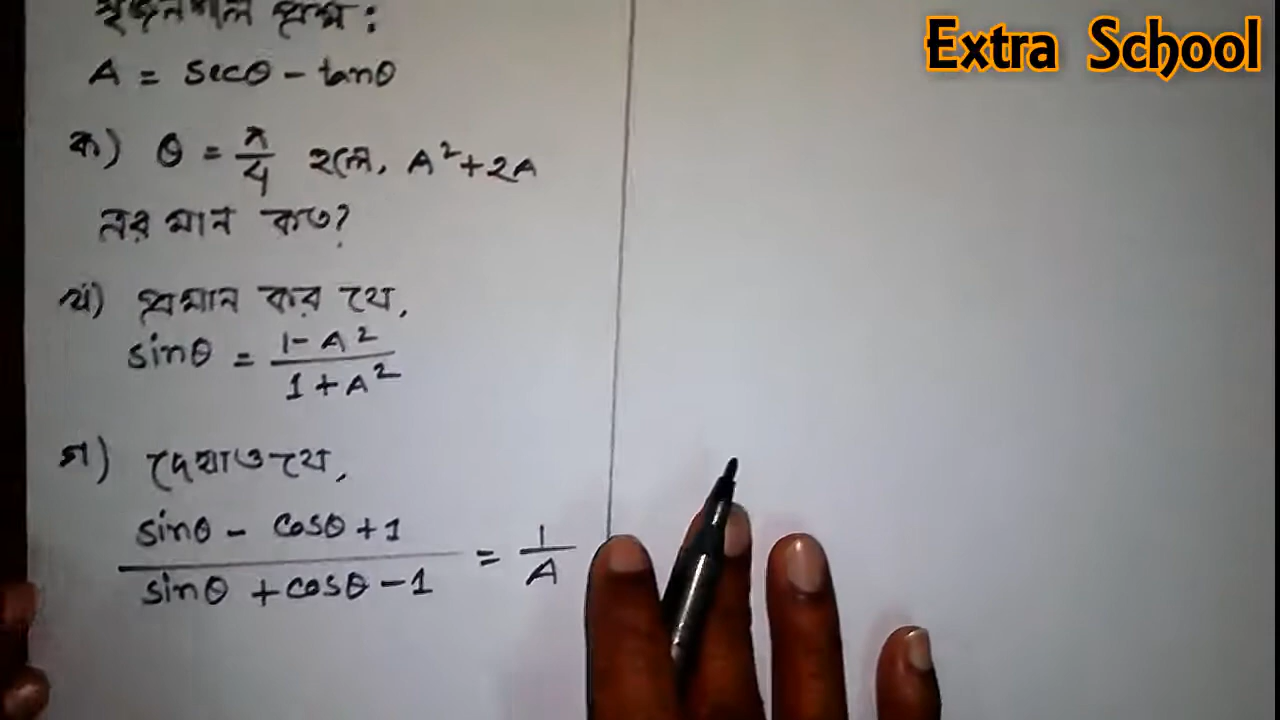 সৃজনশীল প্রশ্ন :
Extra School
A = secθ - tanθ
ক) θ = π/4 হলে, A²+2A
এর মান কত?
খ) প্রমান কর যে,
sinθ = (1-A²)/(1+A²)
গ) দেখাও যে,
(sinθ - cosθ +1)/(sinθ + cosθ -1) = 1/A